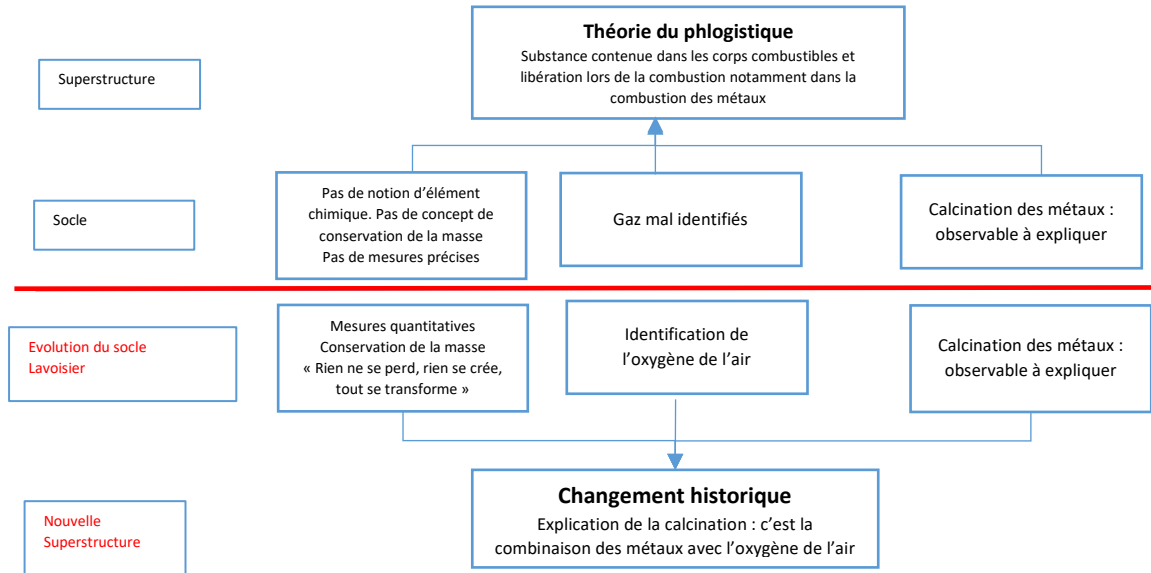 Théorie du phlogistique
Substance contenue dans les corps combustibles et
libération lors de la combustion notamment dans la
combustion des métaux
Superstructure
Pas de notion d'élément
chimique. Pas de concept de
conservation de la masse
Pas de mesures précises
Gaz mal identifiés
Calcination des métaux :
observable à expliquer
Socle
Evolution du socle
Lavoisier
Mesures quantitatives
Conservation de la masse
« Rien ne se perd, rien se crée,
tout se transforme »
Identification de
l'oxygène de l'air
Calcination des métaux :
observable à expliquer
Nouvelle
Superstructure
Changement historique
Explication de la calcination : c'est la
combinaison des métaux avec l'oxygène de l'air